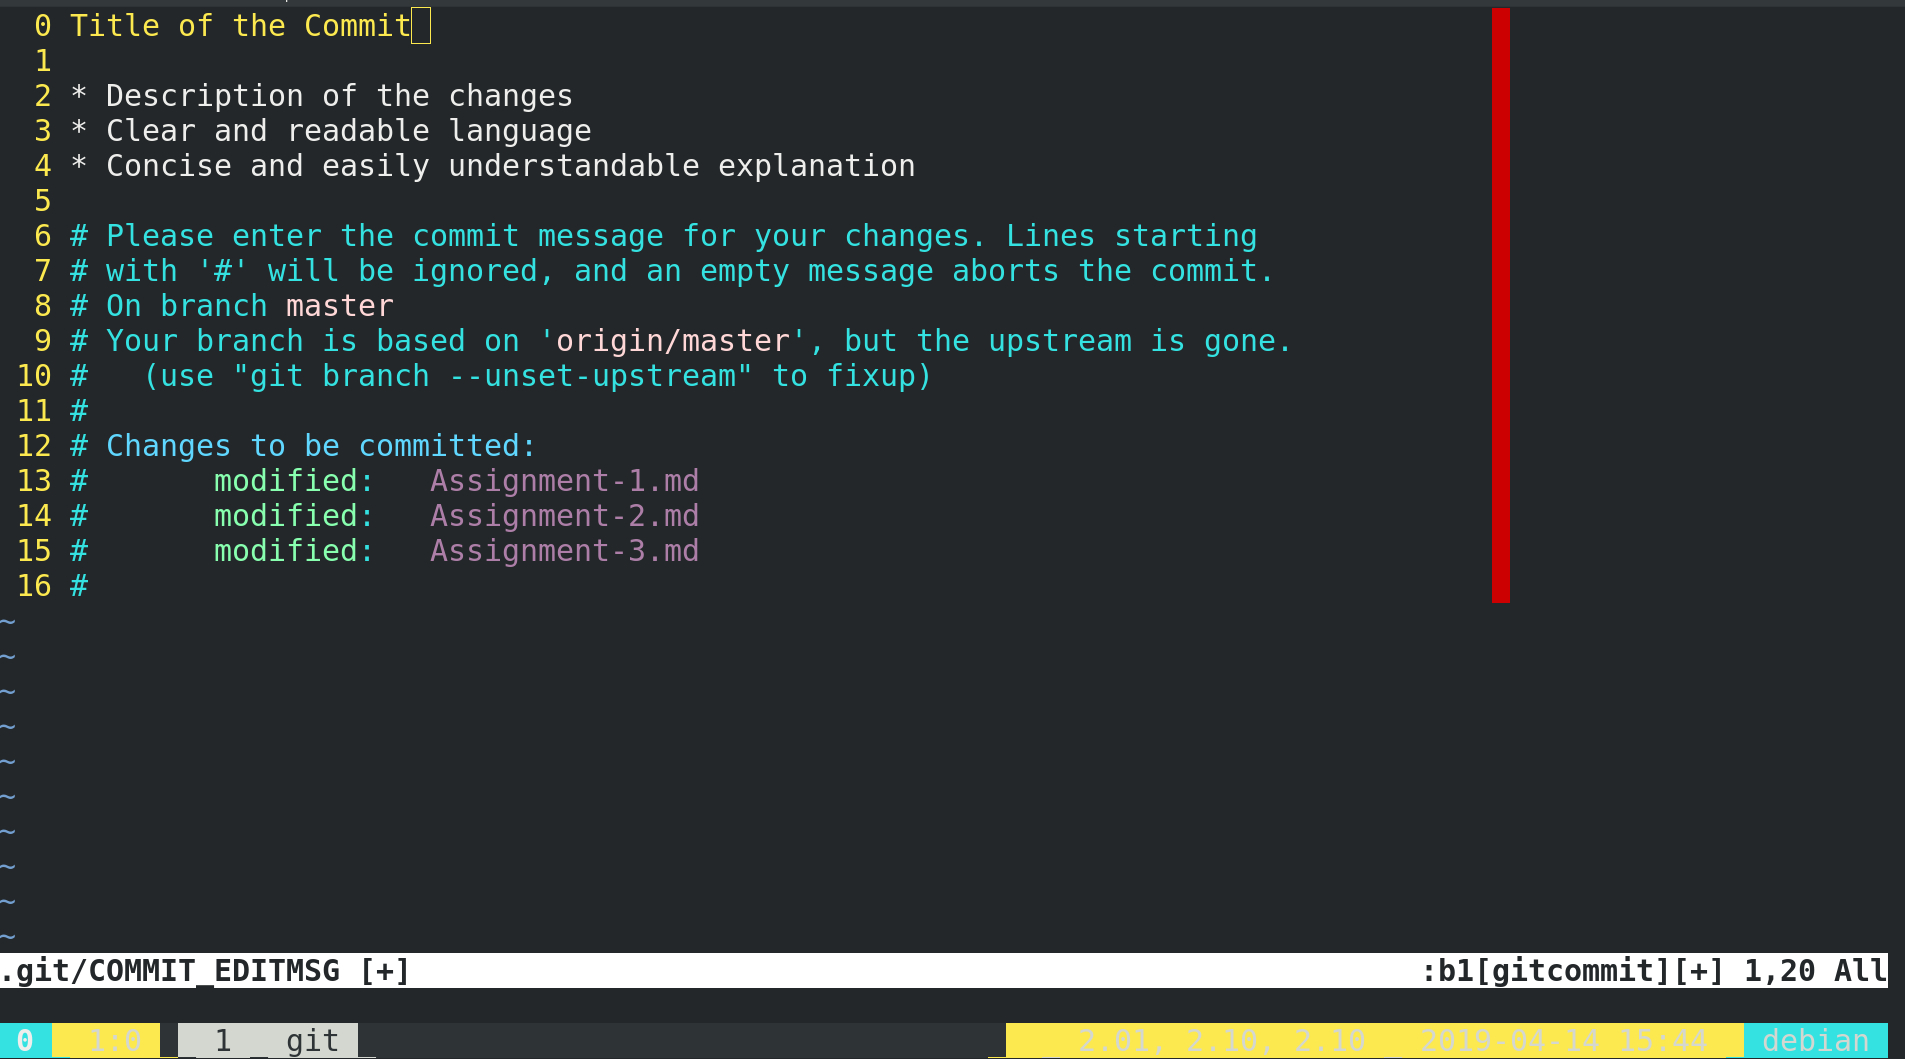 0 Title of the Commit
1
2 * Description of the changes
3 * Clear and readable language
4 * Concise and easily understandable explanation
5
6 # Please enter the commit message for your changes. Lines starting
7 # with '#' will be ignored, and an empty message aborts the commit.
8 # On branch master
9 # Your branch is based on 'origin/master', but the upstream is gone.
10 #   (use "git branch --unset-upstream" to fixup)
11 #
12 # Changes to be committed:
13 #       modified:   Assignment-1.md
14 #       modified:   Assignment-2.md
15 #       modified:   Assignment-3.md
16 #
~
~
~
~
~
~
~
~
~
~
.git/COMMIT_EDITMSG [+] :b1[gitcommit][+] 1,20 All
0 1:0 1 git 2.01, 2.10, 2.10 2019-04-14 15:44 debian